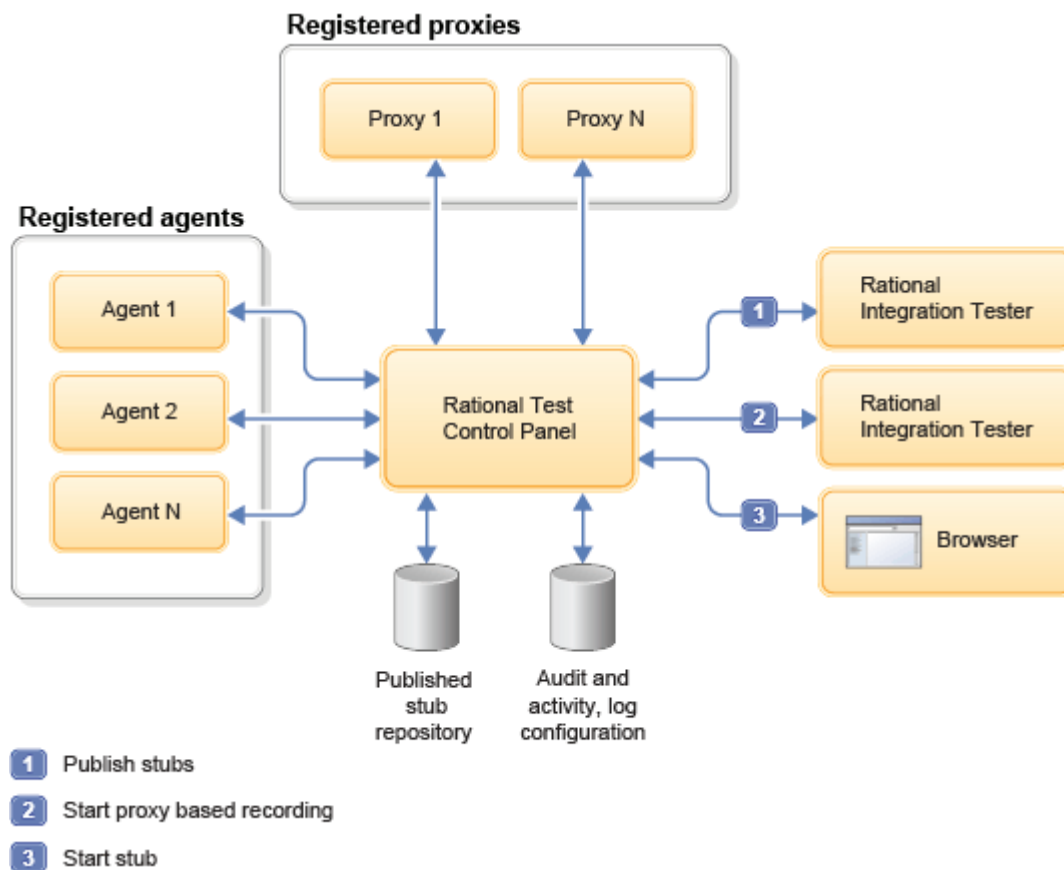 Registered proxies
Proxy 1
Proxy N
Registered agents
Agent 1
Agent 2
Agent N
Rational Test
Control Panel
1
Rational
Integration Tester
2
Rational
Integration Tester
3
Browser
Published
stub
repository
Audit and
activity, log
configuration
1 Publish stubs
2 Start proxy based recording
3 Start stub